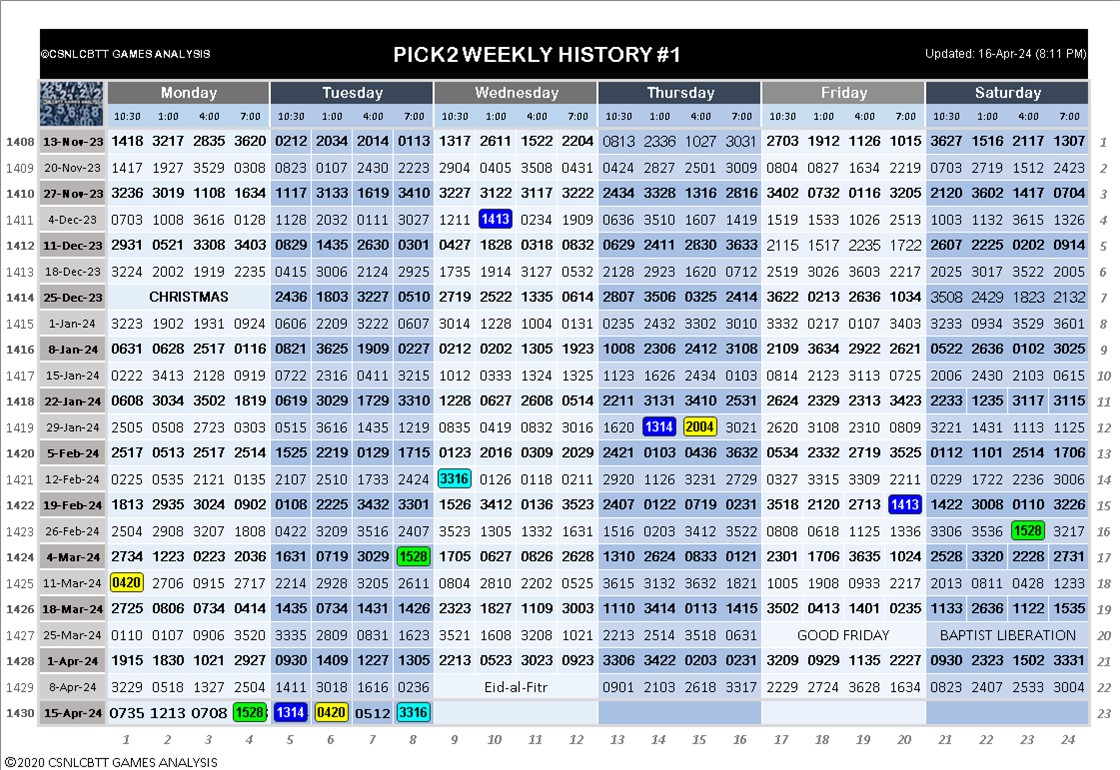 ©CSNLCBTT GAMES ANALYSIS PICK2 WEEKLY HISTORY #1 Updated: 16-Apr-24 (8:11 PM)
Monday Tuesday Wednesday Thursday Friday Saturday
10:30 1:00 4:00 7:00 10:30 1:00 4:00 7:00 10:30 1:00 4:00 7:00 10:30 1:00 4:00 7:00 10:30 1:00 4:00 7:00 10:30 1:00 4:00 7:00
1408 13-Nov-23 1418 3217 2835 3620 0212 2034 2014 0113 1317 2611 1522 2204 0813 2336 1027 3031 2703 1912 1126 1015 3627 1516 2117 1307 1
1409 20-Nov-23 1417 1927 3529 0308 0823 0107 2430 2223 2904 0405 3508 0431 0424 2827 2501 3009 0804 0827 1634 2219 2703 2719 1512 2423 2
1410 27-Nov-23 3236 3019 1108 1634 1117 3133 1619 3410 3227 3122 3117 3222 2434 3328 1316 2816 3402 0732 0116 3205 2120 3602 1417 0704 3
1411 4-Dec-23 0703 1008 3616 0128 1128 2032 0111 3027 1211 1413 0234 1909 0636 3510 1607 1419 1519 1533 1026 2513 1003 1132 3615 1326 4
1412 11-Dec-23 2931 0521 3308 3403 0829 1435 2630 0301 0427 1828 0318 0832 0629 2411 2830 3633 2115 1517 2235 1722 2607 2225 0202 0914 5
1413 18-Dec-23 3224 2002 1919 2235 0415 3006 2124 2925 1735 1914 3127 0532 2128 2923 1620 0712 2519 3026 3603 2217 2025 3017 3522 2005 6
1414 25-Dec-23 CHRISTMAS 2436 1803 3227 0510 2719 2522 1335 0614 2807 3506 0325 2414 3622 0213 2636 1034 3508 2429 1823 2132 7
1415 1-Jan-24 3223 1902 1931 0924 0606 2209 3222 0607 3014 1228 1004 0131 0235 2432 3302 3010 3332 0217 0107 3403 3233 0934 3529 3601 8
1416 8-Jan-24 0631 0628 2517 0116 0821 3625 1909 0227 0212 0202 1305 1923 1008 2306 2412 3108 2109 3634 2922 2621 0522 2636 0102 3025 9
1417 15-Jan-24 0222 3413 2128 0919 0722 2316 0411 3215 1012 0333 1324 1325 1123 1626 2434 0103 0814 2123 3113 0725 2006 2430 2103 0615 10
1418 22-Jan-24 0608 3034 3502 1819 0619 3029 1729 3310 1228 0627 2608 0514 2211 3131 3410 2531 2624 2329 2313 3423 2233 1235 3117 3115 11
1419 29-Jan-24 2505 0508 2723 0303 0515 3616 1435 1219 0835 0419 0832 3016 1620 1314 2004 3021 2620 3108 2310 0809 3221 1431 1113 1125 12
1420 5-Feb-24 2517 0513 2517 2514 1525 2219 0129 1715 0123 2016 0309 2029 2421 0103 0436 3632 0534 2332 2719 3525 0112 1101 2514 1706 13
1421 12-Feb-24 0225 0535 2121 0135 2107 2510 1733 2424 3316 0126 0118 0211 2920 1126 3231 2729 0327 3315 3309 2211 0229 1722 2236 3006 14
1422 19-Feb-24 1813 2935 3024 0902 0108 2225 3432 3301 1526 3412 0136 3523 2407 0122 0719 0231 3518 2120 2713 1413 1422 3008 0110 3226 15
1423 26-Feb-24 2504 2908 3207 1808 0422 3209 3516 2407 3523 1305 1332 1631 1516 0203 3412 3522 0808 0618 1125 1336 3306 3536 1528 3217 16
1424 4-Mar-24 2734 1223 0223 2036 1631 0719 3029 1528 1705 0627 0826 2628 1310 2624 0833 0121 2301 1706 3335 1024 2528 3320 2228 2731 17
1425 11-Mar-24 0420 2706 0915 2717 2214 2928 3205 2611 0804 2810 2202 0525 3615 3132 3632 1821 1005 1908 0933 2217 2013 0811 0428 1233 18
1426 18-Mar-24 2725 0806 0734 0414 1435 0734 1431 1426 2323 1827 1109 3003 1110 3414 0113 1415 3502 0413 1401 0235 1133 2636 1122 1535 19
1427 25-Mar-24 0110 0107 0906 3520 3335 2809 0831 1623 3521 1608 3208 1021 2213 2514 3518 0631 GOOD FRIDAY BAPTIST LIBERATION 20
1428 1-Apr-24 1915 1830 1021 2927 0930 1409 1227 1305 2213 0523 3023 0923 3306 3422 0203 0231 3209 0929 1135 2227 0930 2323 1502 3331 21
1429 8-Apr-24 3229 0518 1327 2504 1411 3018 1616 0236 Eid-al-Fitr 0901 2103 2618 3317 2229 2724 3628 1634 0823 2407 2533 3004 22
1430 15-Apr-24 0735 1213 0708 1528 1314 0420 0512 3316 23
1 2 3 4 5 6 7 8 9 10 11 12 13 14 15 16 17 18 19 20 21 22 23 24
©2020 CSNLCBTT GAMES ANALYSIS